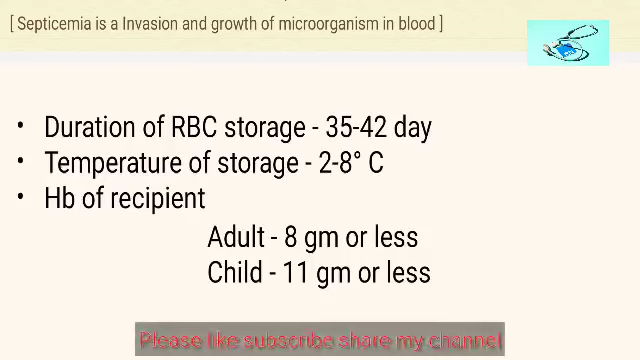 [ Septicemia is a Invasion and growth of microorganism in blood ]
• Duration of RBC storage - 35-42 day
• Temperature of storage - 2-8° C
• Hb of recipient
Adult - 8 gm or less
Child - 11 gm or less
Please like subscribe share my channel